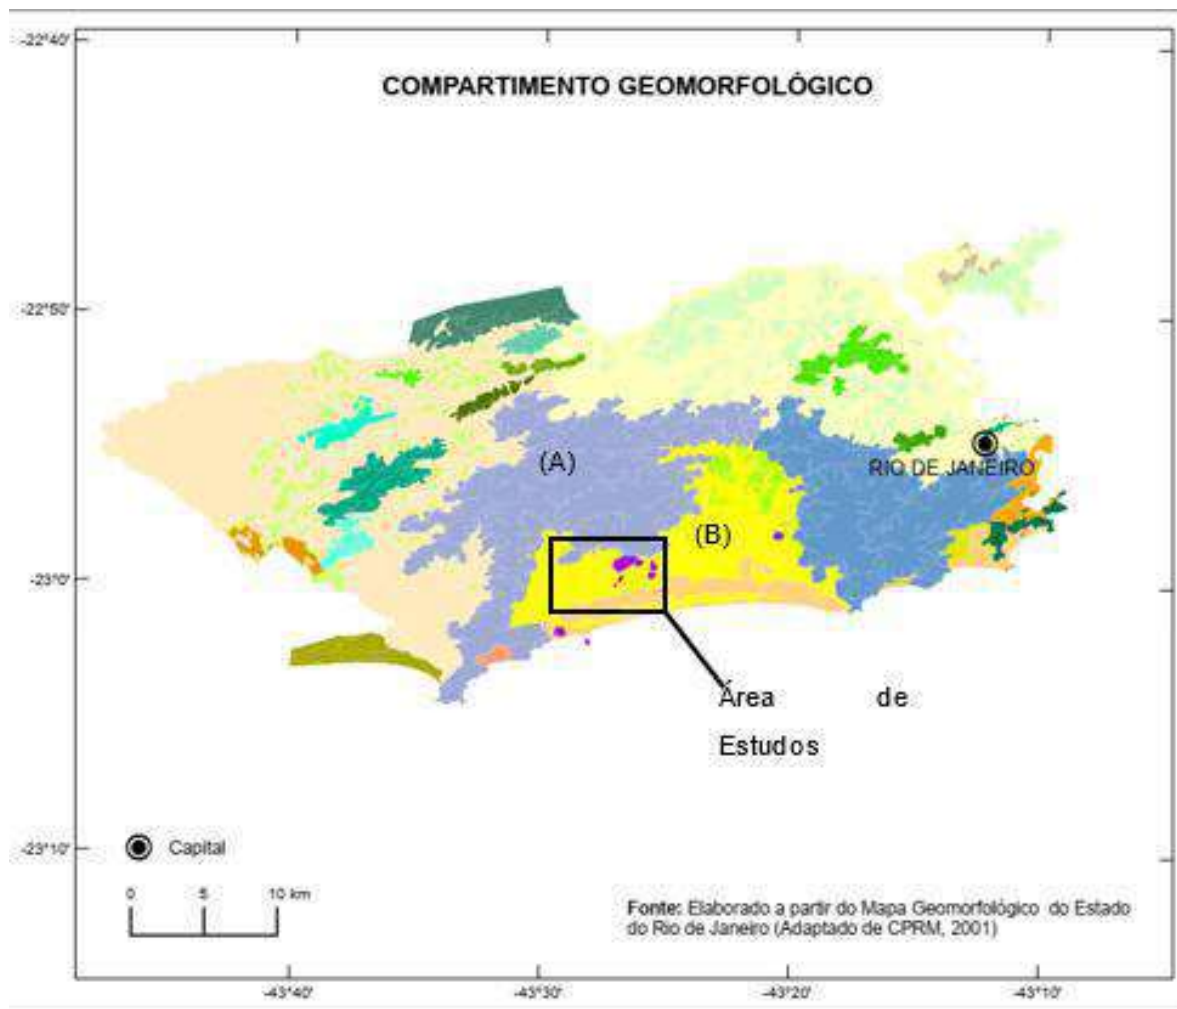 -22°40'
COMPARTIMENTO GEOMORFOLÓGICO
-22°50'
(A)
RIO DE JANEIRO
(B)
-23°0'
Área de
Estudos
-23°10'
Capital
0 5 10 km
Fonte: Elaborado a partir do Mapa Geomorfológico do Estado
do Rio de Janeiro (Adaptado de CPRM, 2001)
-43°40' -43°30' -43°20' -43°10'